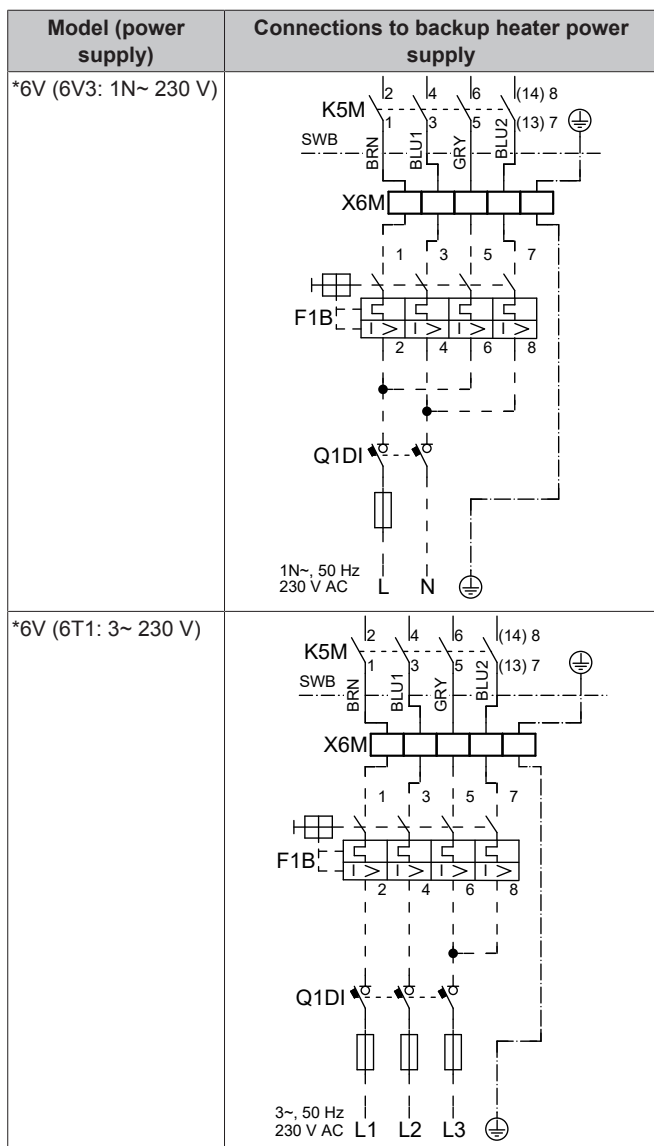 Model (power supply)
Connections to backup heater power supply
*6V (6V3: 1N~ 230 V)
2 4 6 (14) 8
K5M
1 3 5 (13) 7
SWB
BRN BLU1 GRY BLU2
X6M
1 3 5 7
F1B
I > I > I > I >
2 4 6 8
Q1DI
1N~, 50 Hz
230 V AC L N
*6V (6T1: 3~ 230 V)
2 4 6 (14) 8
K5M
1 3 5 (13) 7
SWB
BRN BLU1 GRY BLU2
X6M
1 3 5 7
F1B
I > I > I > I >
2 4 6 8
Q1DI
3~, 50 Hz
230 V AC L1 L2 L3